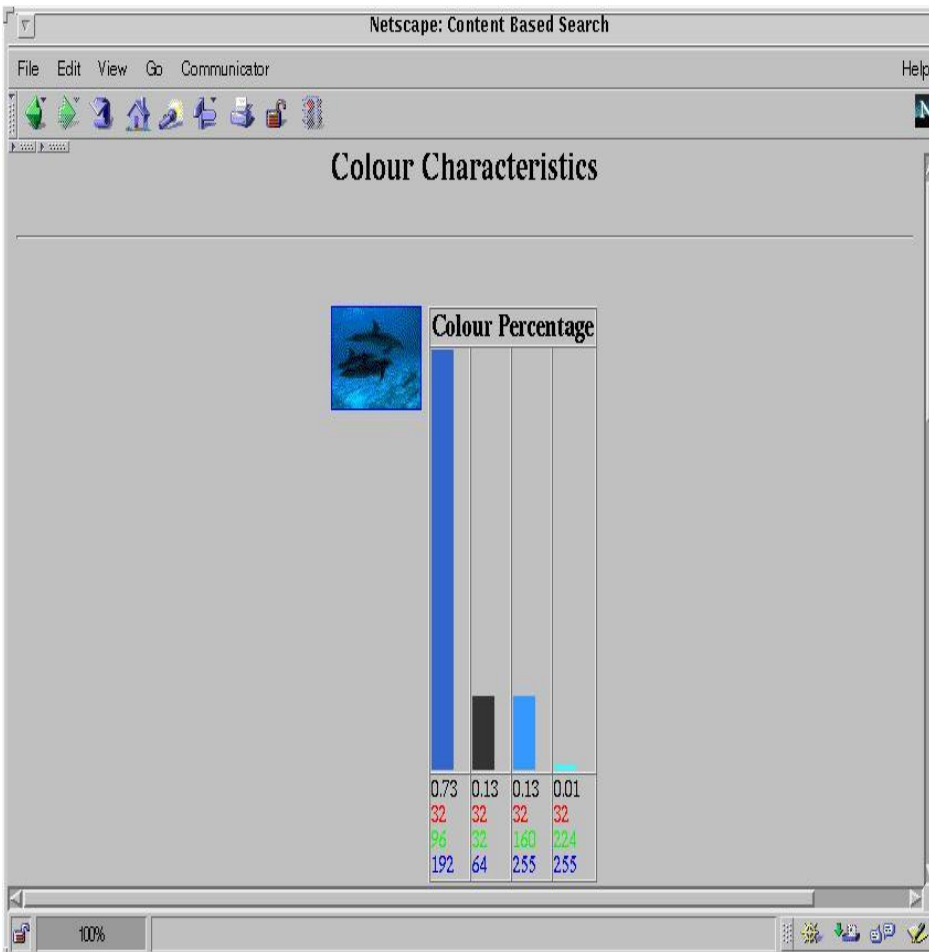 Netscape: Content Based Search
File Edit View Go Communicator Help
N
Colour Characteristics
Colour Percentage
0.73 0.13 0.13 0.01
32 32 32 32
96 32 160 224
192 64 255 255
100%